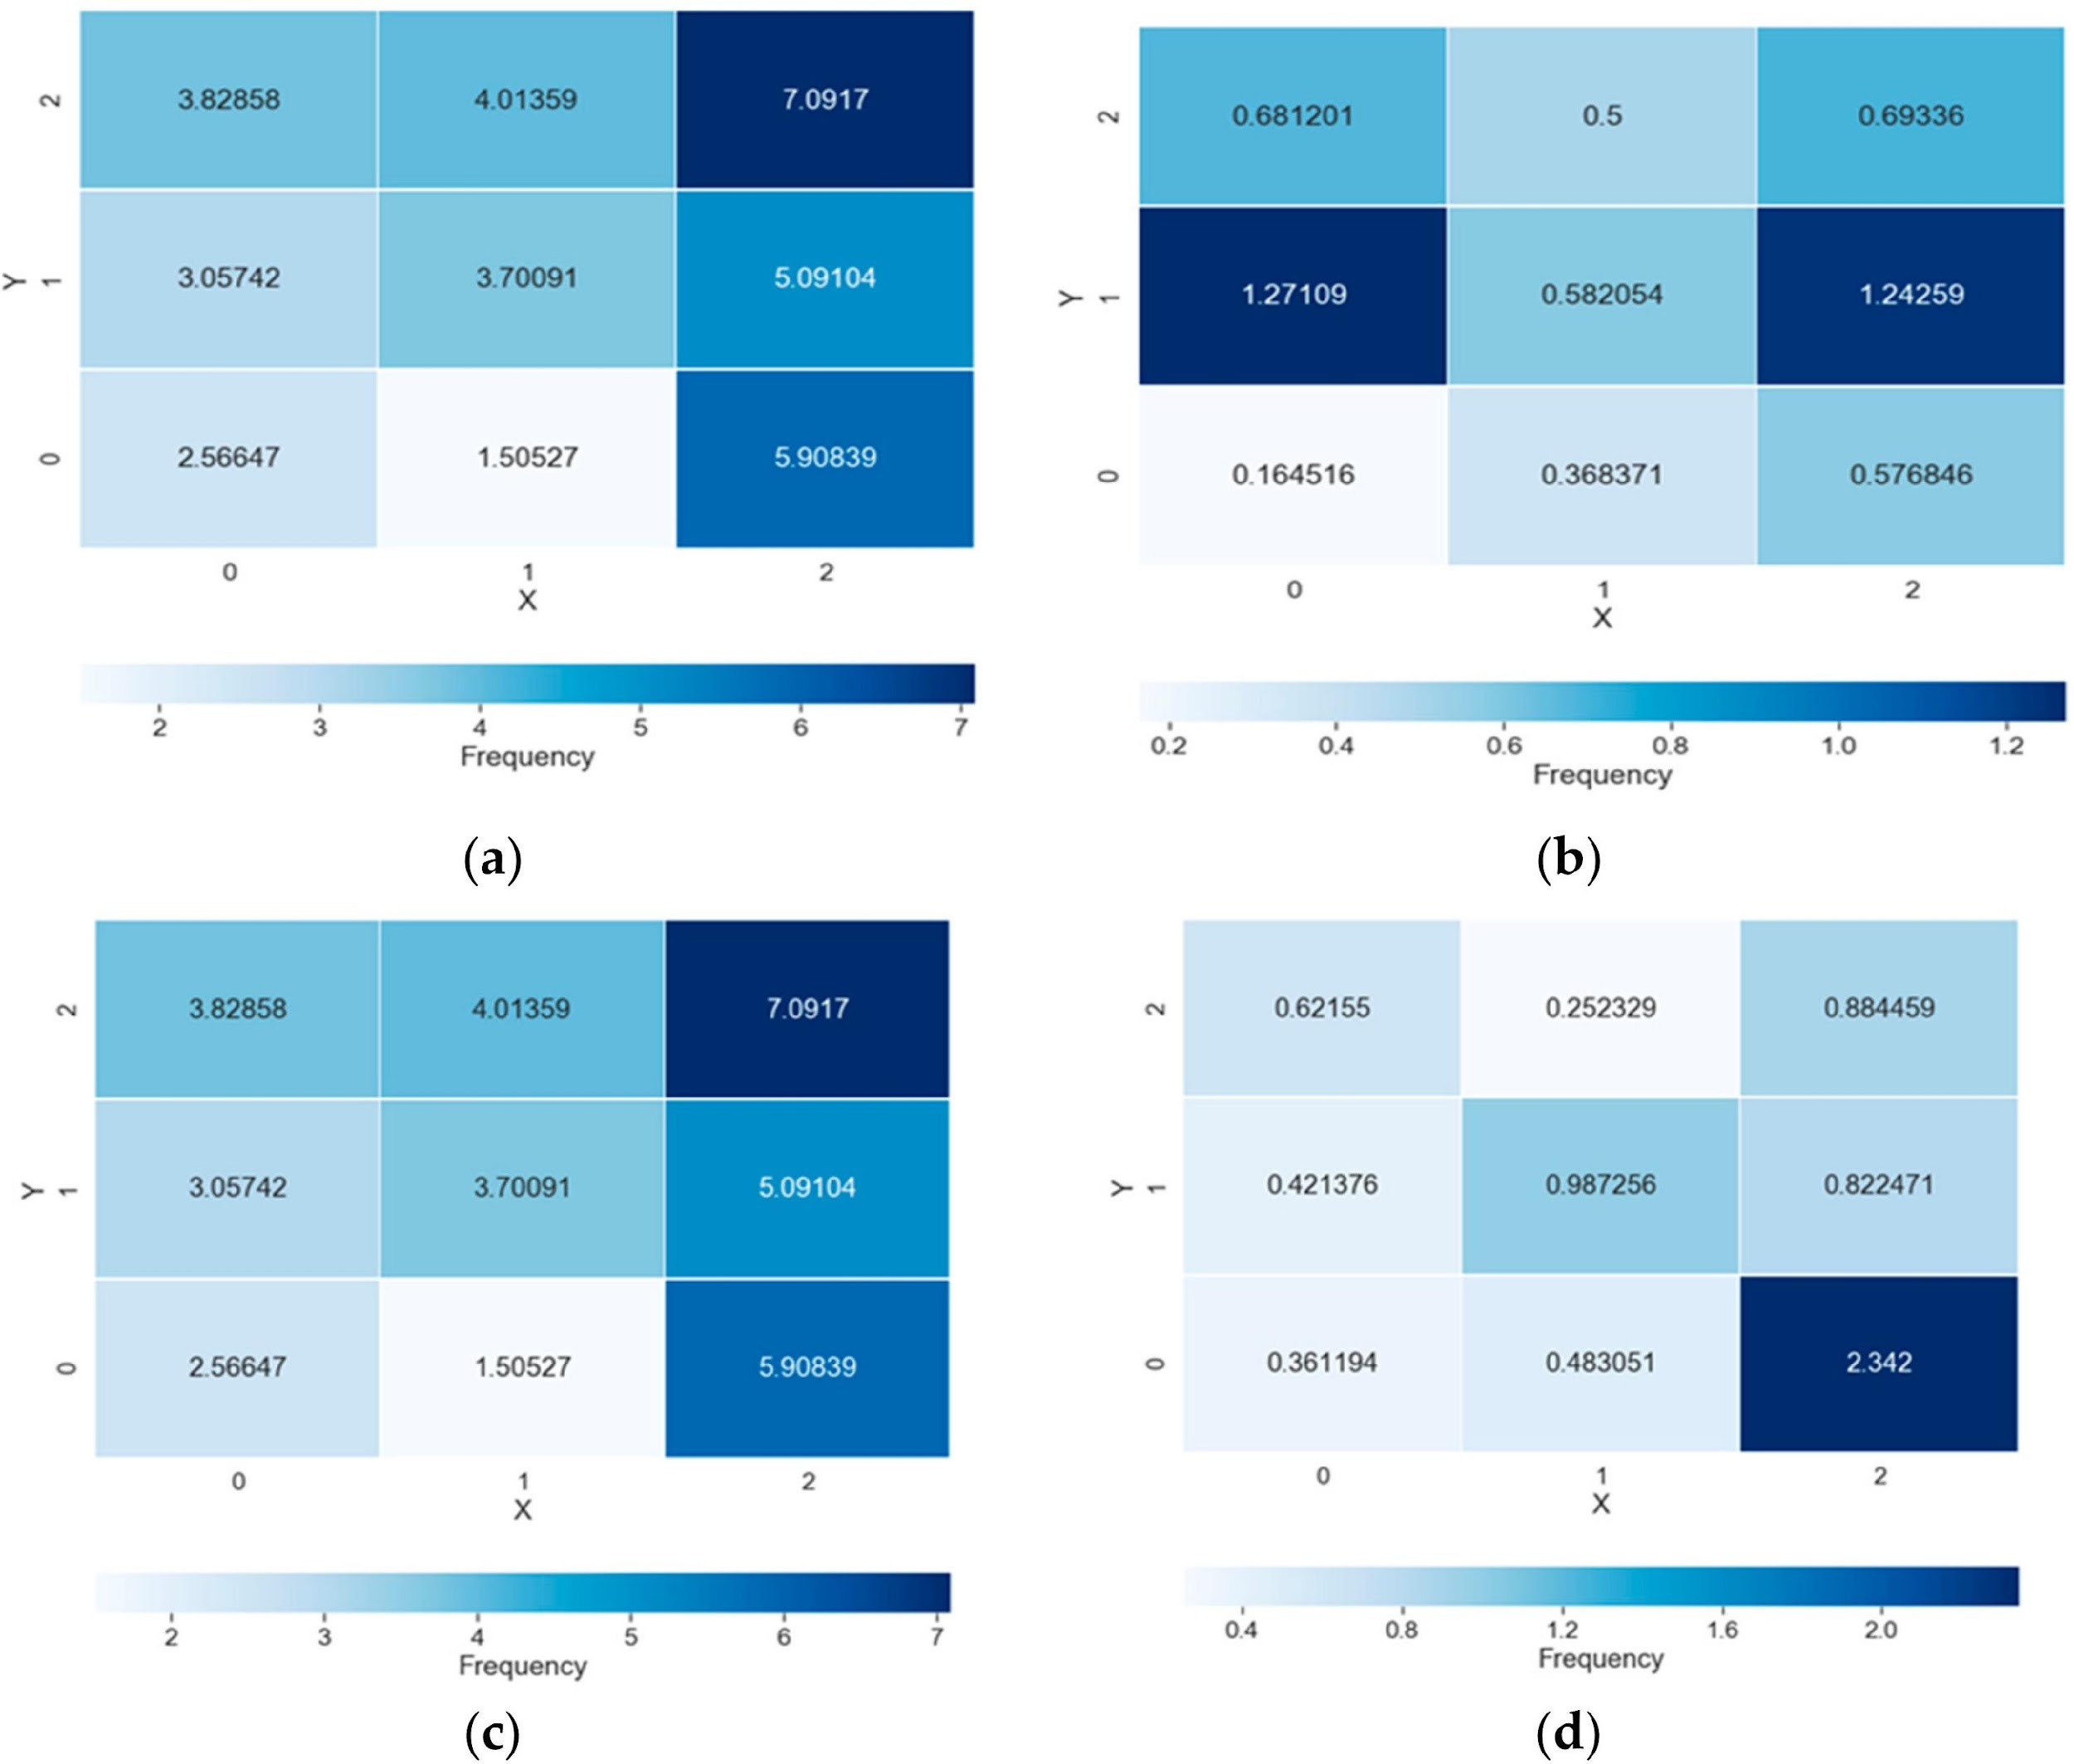 2 3.82858 4.01359 7.0917
Y 1 3.05742 3.70091 5.09104
0 2.56647 1.50527 5.90839
0 1 2
X
2 3 4 5 6 7
Frequency
(a)
2 0.681201 0.5 0.69336
Y 1 1.27109 0.582054 1.24259
0 0.164516 0.368371 0.576846
0 1 2
X
0.2 0.4 0.6 0.8 1.0 1.2
Frequency
(b)
2 3.82858 4.01359 7.0917
Y 1 3.05742 3.70091 5.09104
0 2.56647 1.50527 5.90839
0 1 2
X
2 3 4 5 6 7
Frequency
(c)
2 0.62155 0.252329 0.884459
Y 1 0.421376 0.987256 0.822471
0 0.361194 0.483051 2.342
0 1 2
X
0.4 0.8 1.2 1.6 2.0
Frequency
(d)